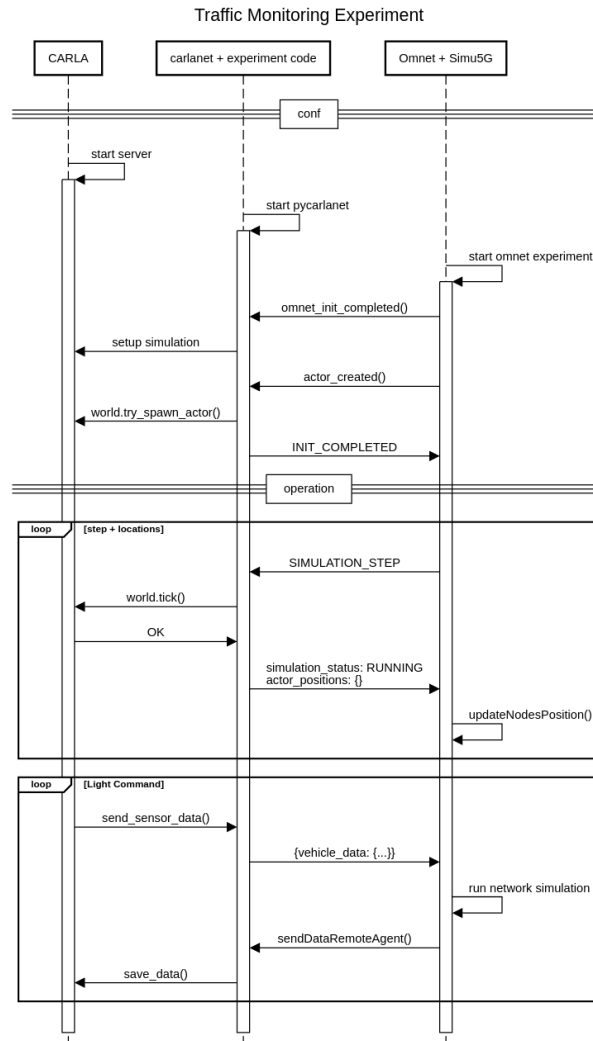 Traffic Monitoring Experiment
CARLA
carlanet + experiment code
Omnet + Simu5G
conf
start server
start pycarlanet
start omnet experiment
omnet_init_completed()
setup simulation
actor_created()
world.try_spawn_actor()
INIT_COMPLETED
operation
loop
[step + locations]
SIMULATION_STEP
world.tick()
OK
simulation_status: RUNNING
actor_positions: {}
updateNodesPosition()
loop
[Light Command]
send_sensor_data()
{vehicle_data: {...}}
run network simulation
sendDataRemoteAgent()
save_data()